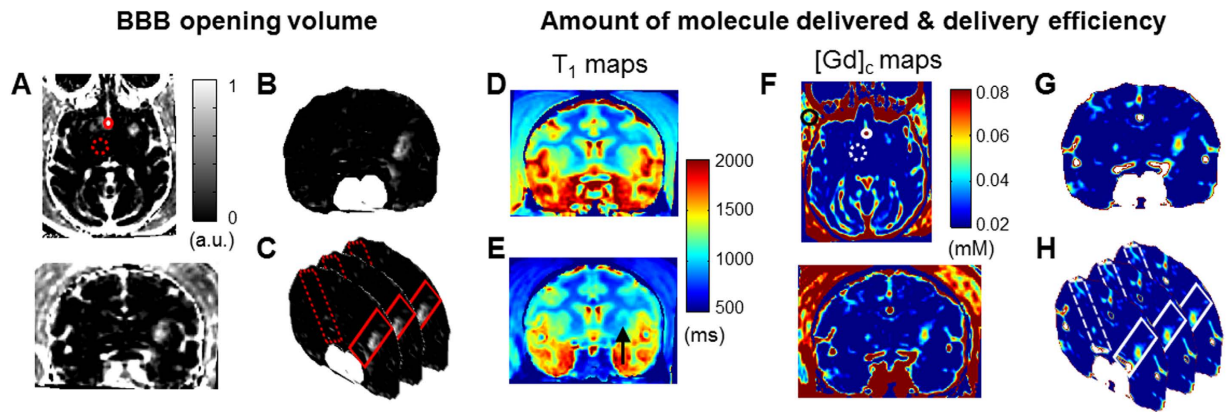 BBB opening volume
Amount of molecule delivered & delivery efficiency
A
1
0
(a.u.)
B
C
T1 maps
D
E
2000
1500
1000
500
(ms)
[Gd]c maps
F
0.08
0.06
0.04
0.02
(mM)
G
H